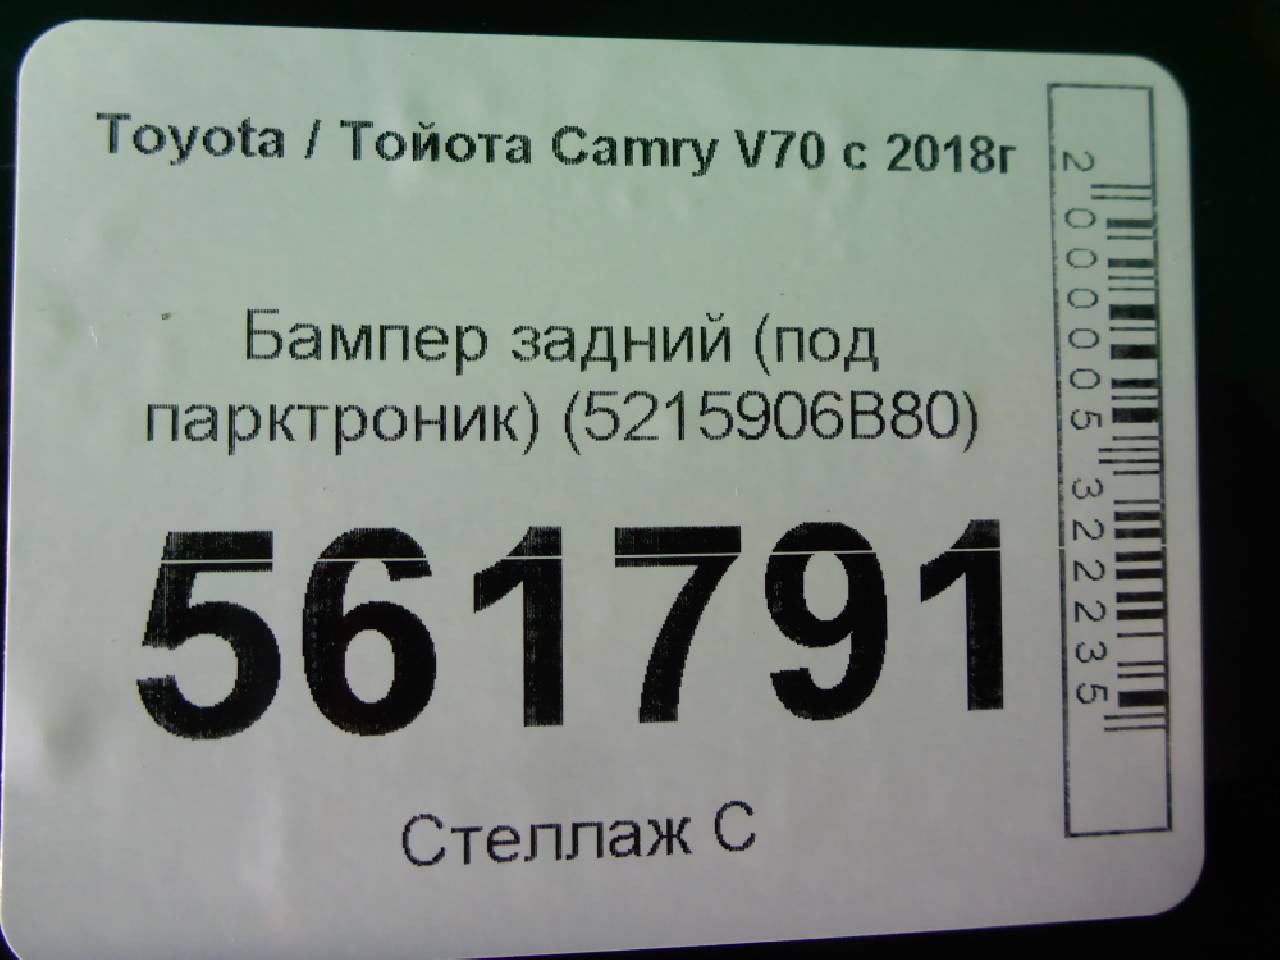 Toyota / Тойота Camry V70 с 2018г
Бампер задний (под
парктроник) (5215906B80)
561791
Стеллаж С
2000005322235